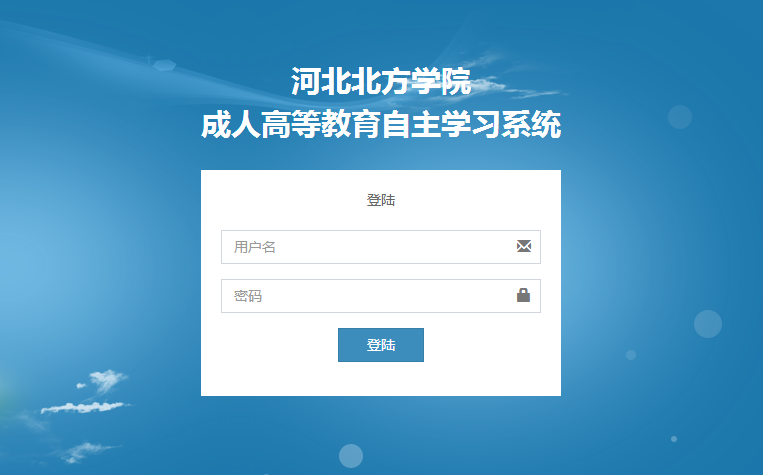 河北北方学院
成人高等教育自主学习系统
登陆
用户名
密码
登陆